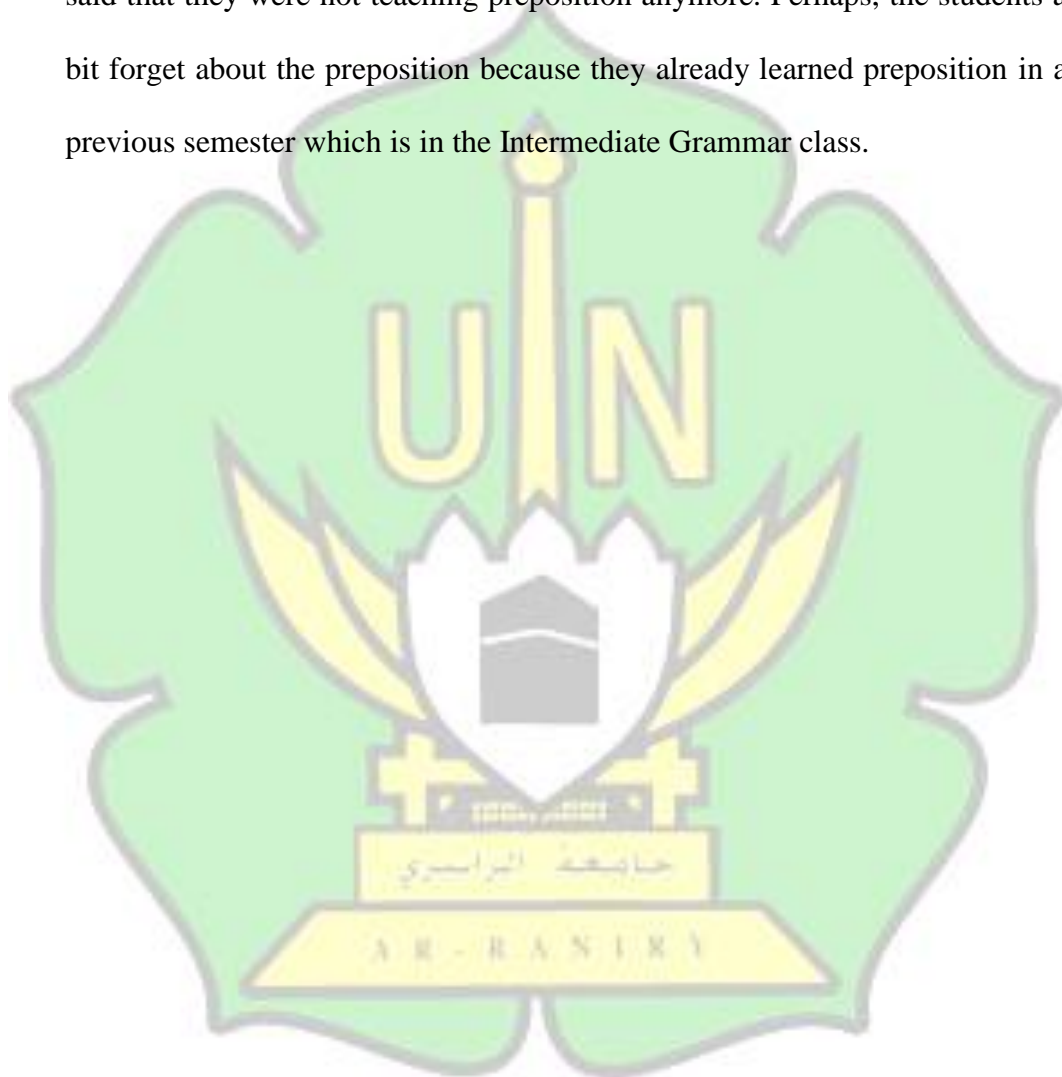 said that they were not teaching preposition anymore. Perhaps, the students a
bit forget about the preposition because they already learned preposition in a
previous semester which is in the Intermediate Grammar class.
UIN
جامعة الرانري
AR-RANIRY